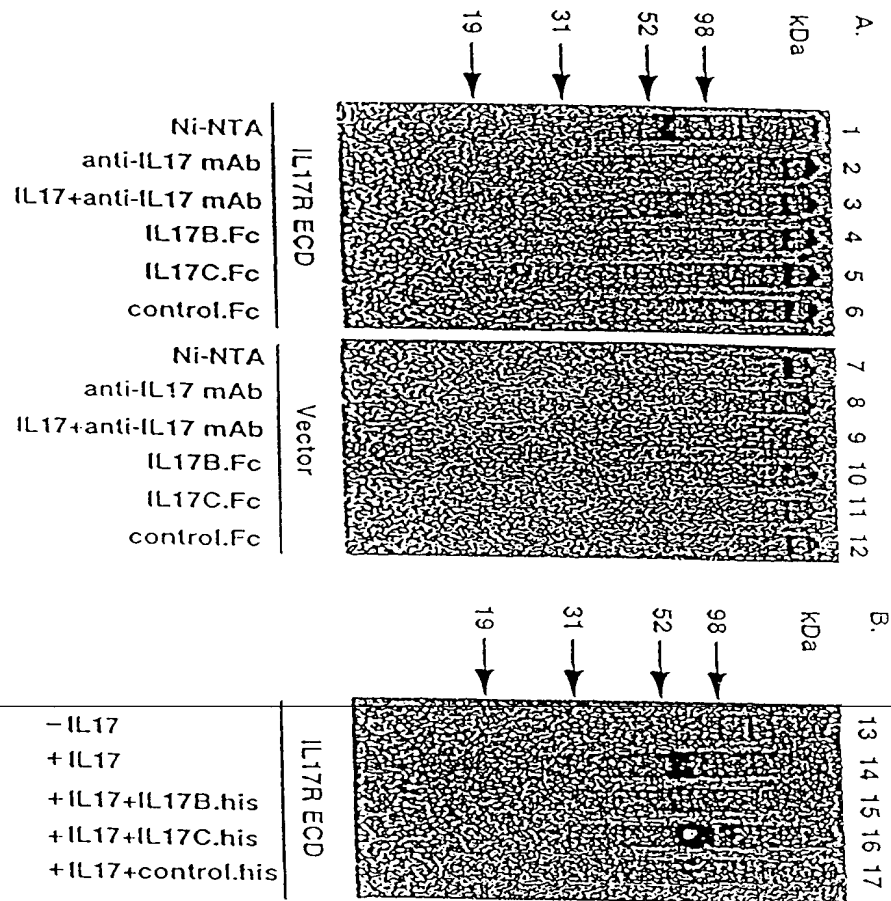 A.
kDa
98
52
31
19
1 2 3 4 5 6
Ni-NTA
anti-IL17 mAb
IL17+anti-IL17 mAb
IL17B.Fc
IL17C.Fc
control.Fc
IL17R ECD
7 8 9 10 11 12
Ni-NTA
anti-IL17 mAb
IL17+anti-IL17 mAb
IL17B.Fc
IL17C.Fc
control.Fc
Vector
B.
kDa
98
52
31
19
13 14 15 16 17
-IL17
+IL17
+IL17+IL17B.his
+IL17+IL17C.his
+IL17+control.his
IL17R ECD